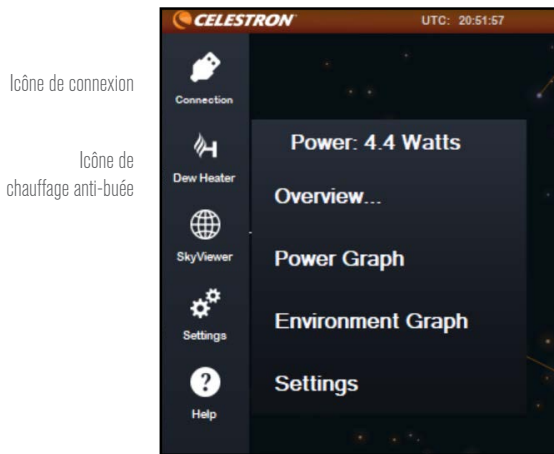 CELESTRON
UTC: 20:51:57
Icône de connexion
Connection
Icône de
chauffage anti-buée
Dew Heater
SkyViewer
Settings
Help
Power: 4.4 Watts
Overview...
Power Graph
Environment Graph
Settings